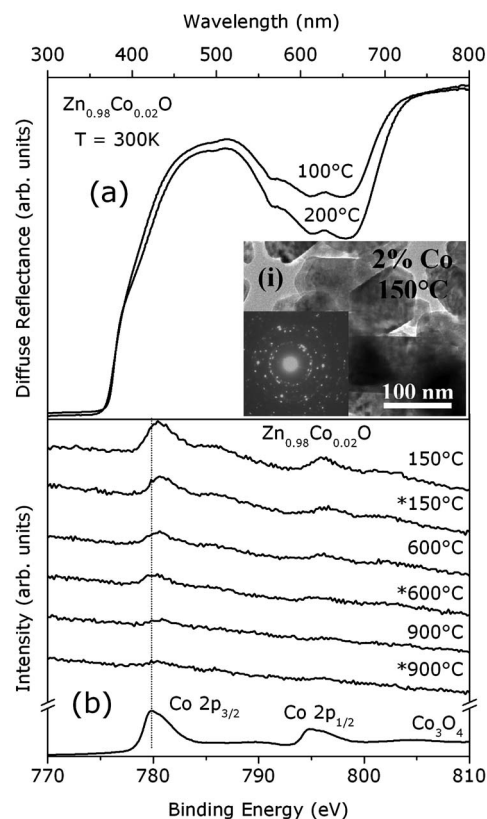 Wavelength (nm)
300 400 500 600 700 800
Zn₀.₉₈Co₀.₀₂O
T = 300K
(a)
100°C
200°C
Diffuse Reflectance (arb. units)
(i)
2% Co
150°C
100 nm
Zn₀.₉₈Co₀.₀₂O
150°C
*150°C
600°C
*600°C
900°C
*900°C
Intensity (arb. units)
(b)
Co 2p₃/₂
Co 2p₁/₂
Co₃O₄
770 780 790 800 810
Binding Energy (eV)